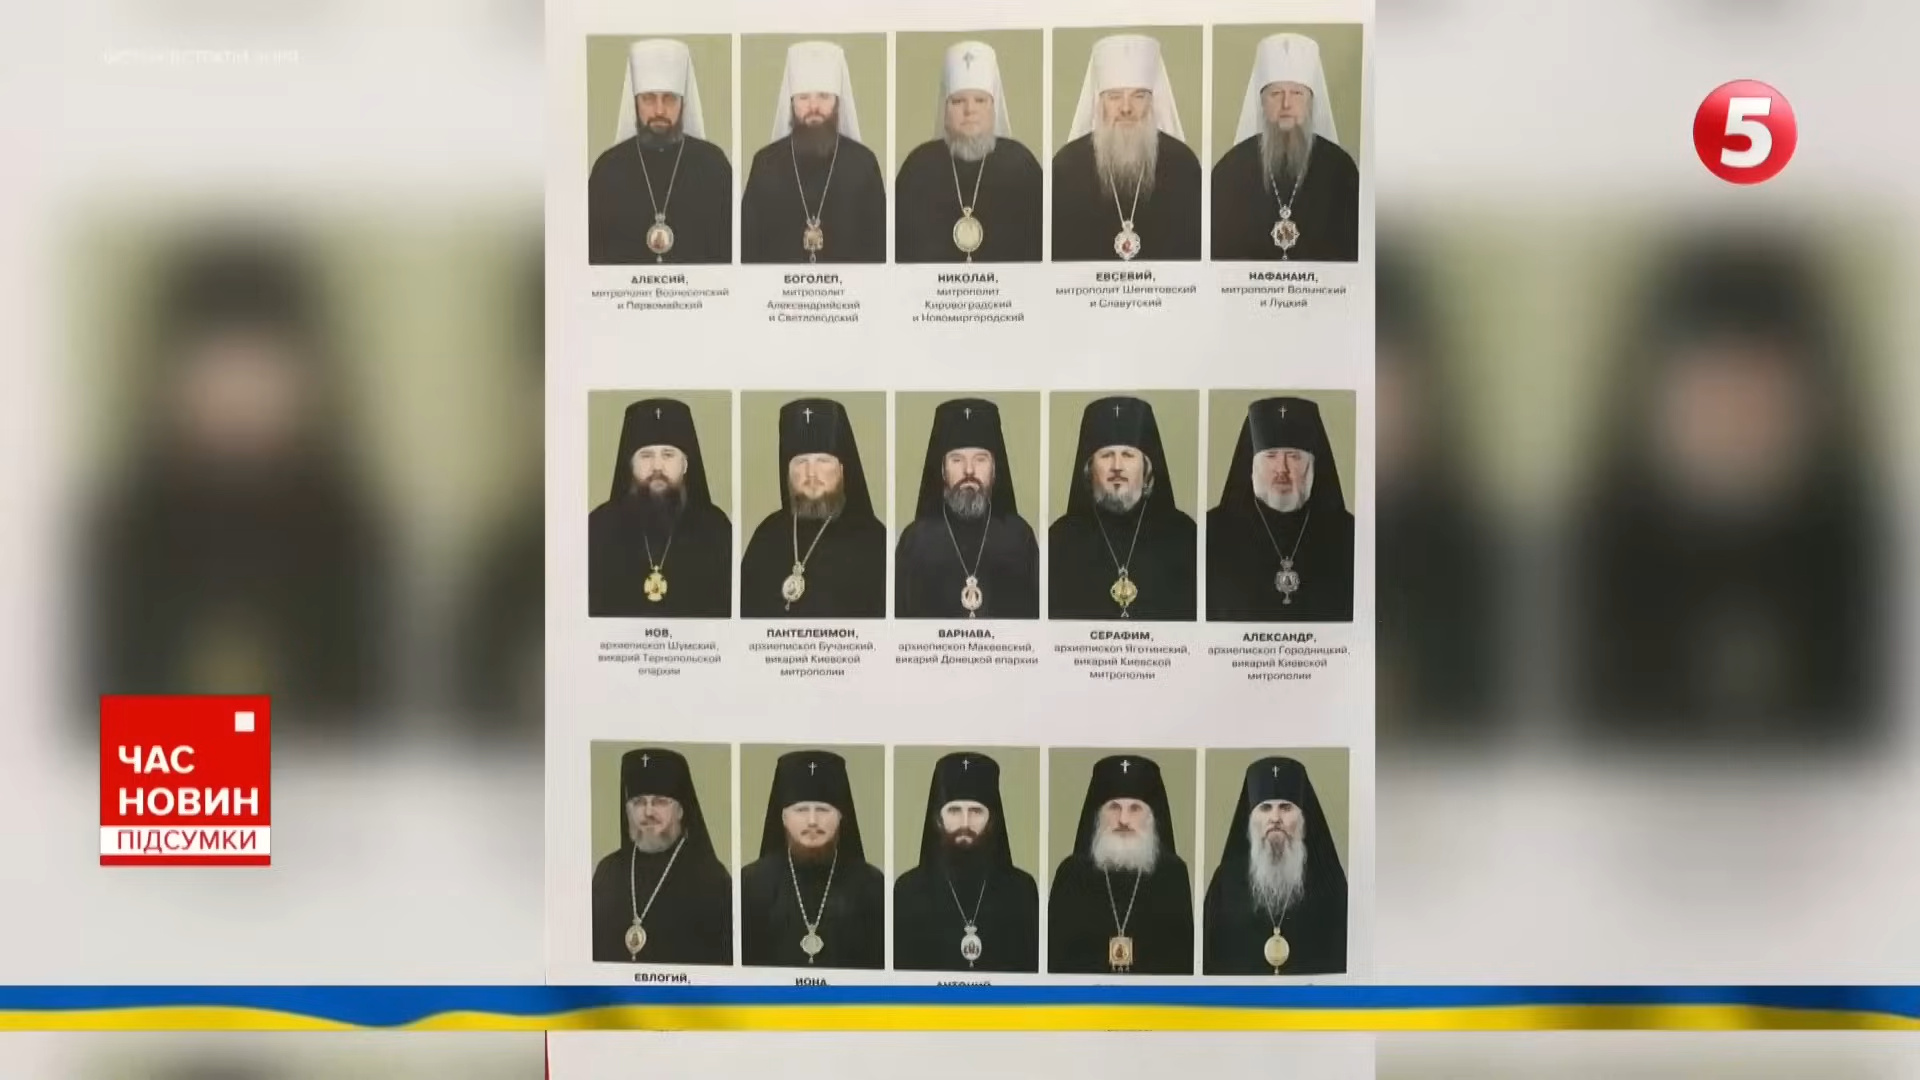 5
АЛЕКСИЙ,
митрополит Вознесенский
и Первомайский
БОГОЛЕП,
митрополит
Александрийский
и Светловодский
НИКОЛАЙ,
митрополит
Кировоградский
и Новомиргородский
ЕВСЕВИЙ,
митрополит Шепетовский
и Славутский
НАФАНАИЛ,
митрополит Волынский
и Луцкий
ИОВ,
архиепископ Шумский,
викарий Тернопольской
епархии
ПАНТЕЛЕИМОН,
архиепископ Бучанский,
викарий Киевской
митрополии
ВАРНАВА,
архиепископ Макеевский,
викарий Донецкой епархии
СЕРАФИМ,
архиепископ Яготинский,
викарий Киевской
митрополии
АЛЕКСАНДР,
архиепископ Городницкий,
викарий Киевской
митрополии
ЧАС
НОВИН
ПІДСУМКИ
ЕВЛОГИЙ,
ИОНА,